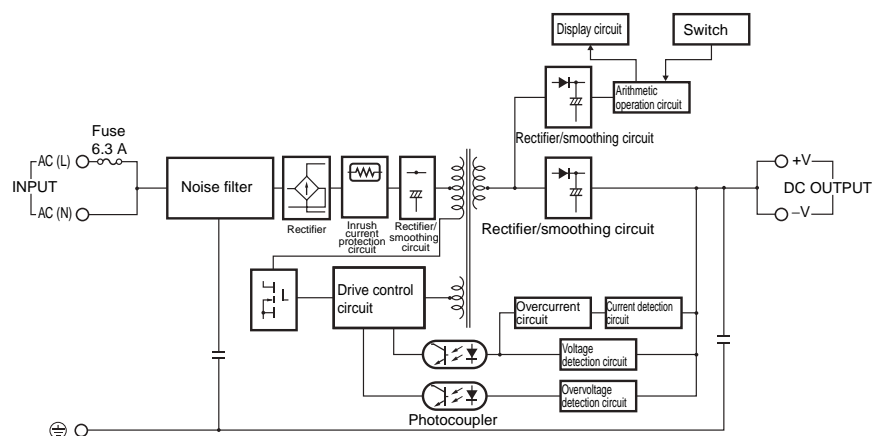 Display circuit
Switch
Arithmetic
operation circuit
Rectifier/smoothing circuit
Fuse
6.3 A
AC (L)
INPUT
AC (N)
Noise filter
Rectifier
Inrush
current
protection
circuit
Rectifier/
smoothing
circuit
Rectifier/smoothing circuit
+V
DC OUTPUT
−V
Drive control
circuit
Overcurrent
circuit
Current detection
circuit
Voltage
detection circuit
Overvoltage
detection circuit
Photocoupler